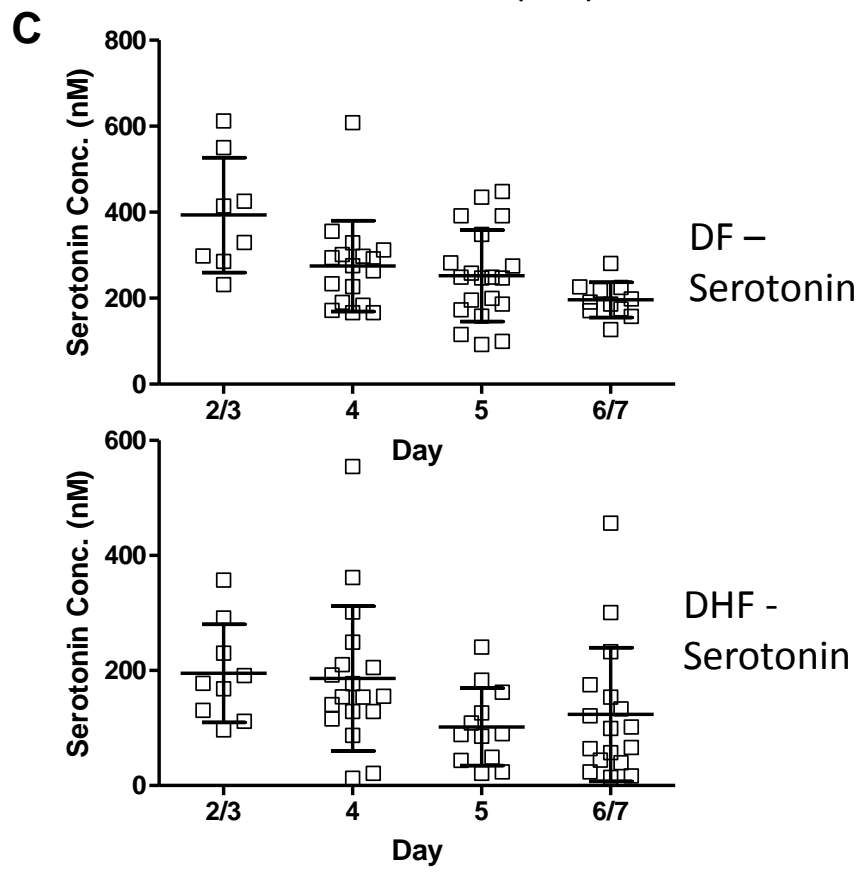 C
Serotonin Conc. (nM)
800
600
400
200
0
2/3 4 5 6/7
Day
DF –
Serotonin
Serotonin Conc. (nM)
600
400
200
0
2/3 4 5 6/7
Day
DHF -
Serotonin